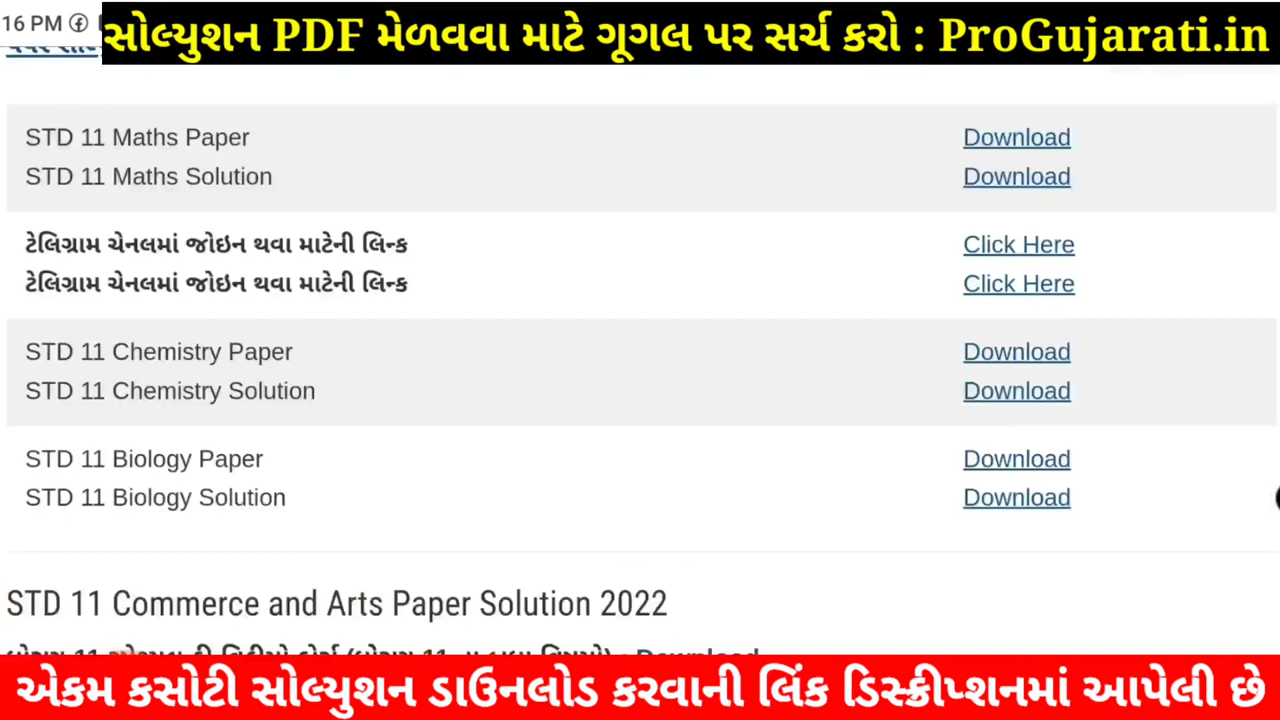 16 PM
સોલ્યુશન PDF મેળવવા માટે ગૂગલ પર સર્ચ કરો : ProGujarati.in
STD 11 Maths Paper Download
STD 11 Maths Solution Download
ટેલિગ્રામ ચેનલમાં જોઇન થવા માટેની લિન્ક Click Here
ટેલિગ્રામ ચેનલમાં જોઇન થવા માટેની લિન્ક Click Here
STD 11 Chemistry Paper Download
STD 11 Chemistry Solution Download
STD 11 Biology Paper Download
STD 11 Biology Solution Download
STD 11 Commerce and Arts Paper Solution 2022
એકમ કસોટી સોલ્યુશન ડાઉનલોડ કરવાની લિંક ડિસ્ક્રીપ્શનમાં આપેલી છે